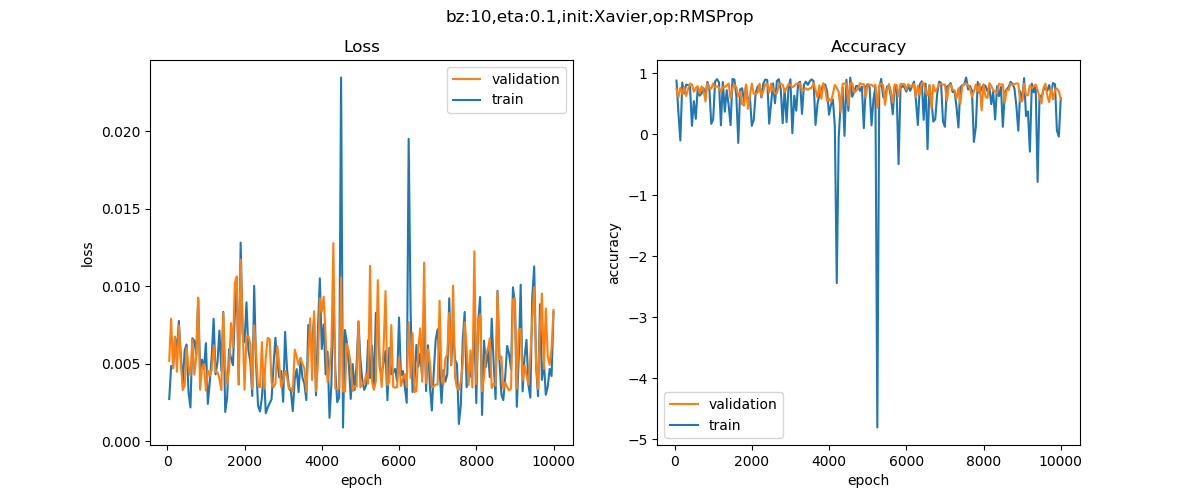 bz:10,eta:0.1,init:Xavier,op:RMSProp
Loss
validation
train
0.020
0.015
0.010
0.005
0.000
loss
0
2000
4000
6000
8000
10000
epoch
Accuracy
1
0
−1
−2
−3
−4
−5
accuracy
validation
train
0
2000
4000
6000
8000
10000
epoch